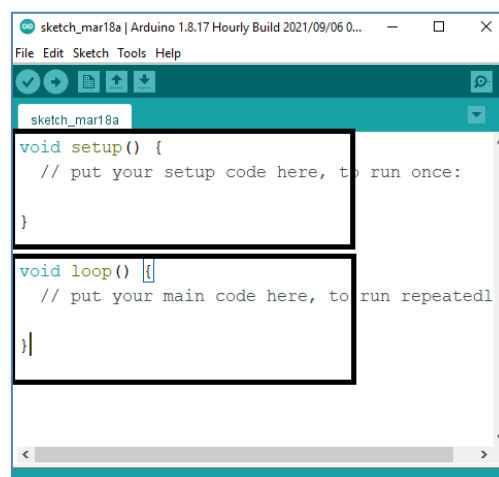 sketch_mar18a | Arduino 1.8.17 Hourly Build 2021/09/06 0...
File Edit Sketch Tools Help
sketch_mar18a
void setup() {
// put your setup code here, to run once:
}
void loop() {
// put your main code here, to run repeatedl
}